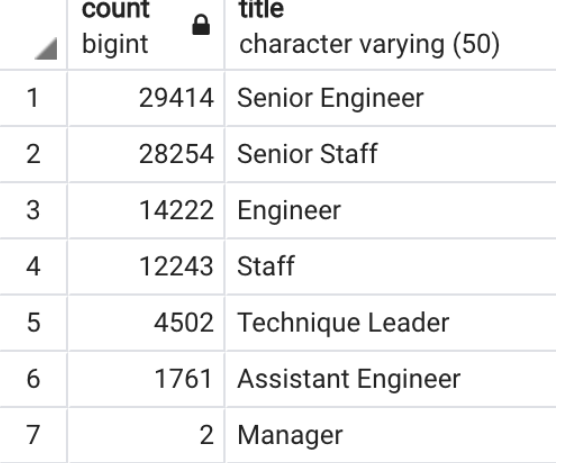 count title
bigint character varying (50)
1 29414 Senior Engineer
2 28254 Senior Staff
3 14222 Engineer
4 12243 Staff
5 4502 Technique Leader
6 1761 Assistant Engineer
7 2 Manager